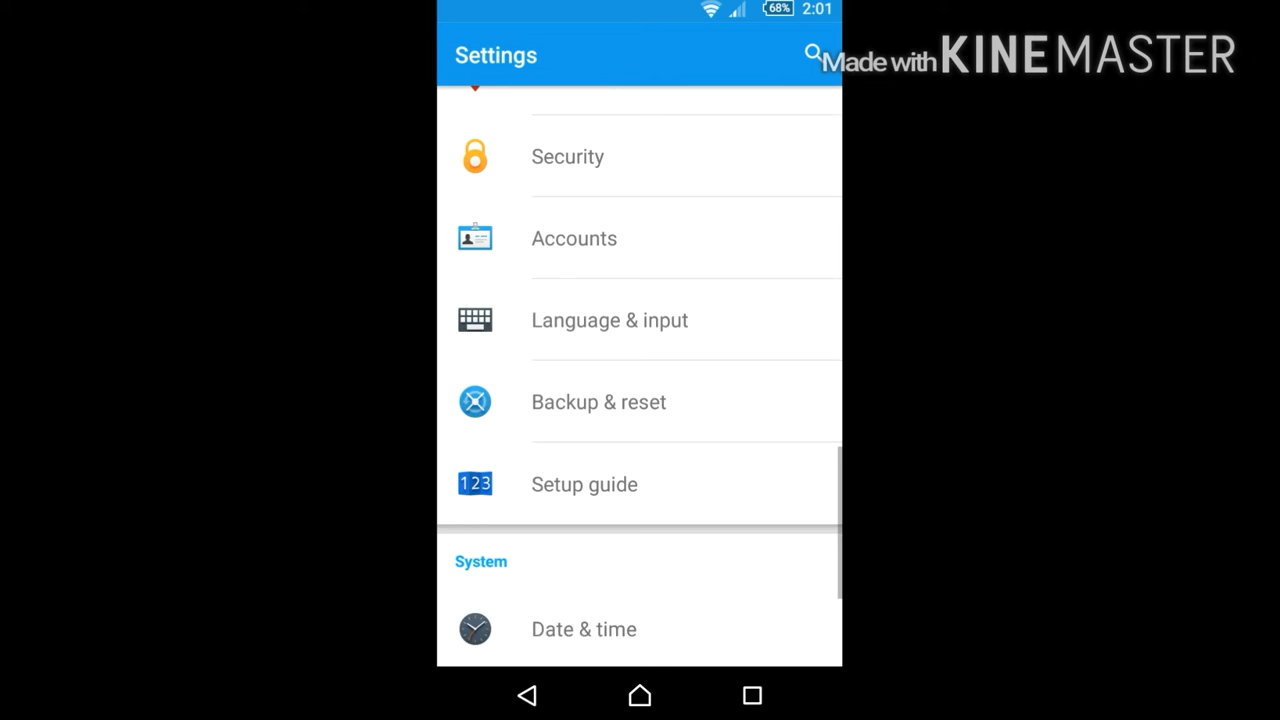 68% 2:01
Settings
Made with KINEMASTER
Security
Accounts
Language & input
Backup & reset
123 Setup guide
System
Date & time